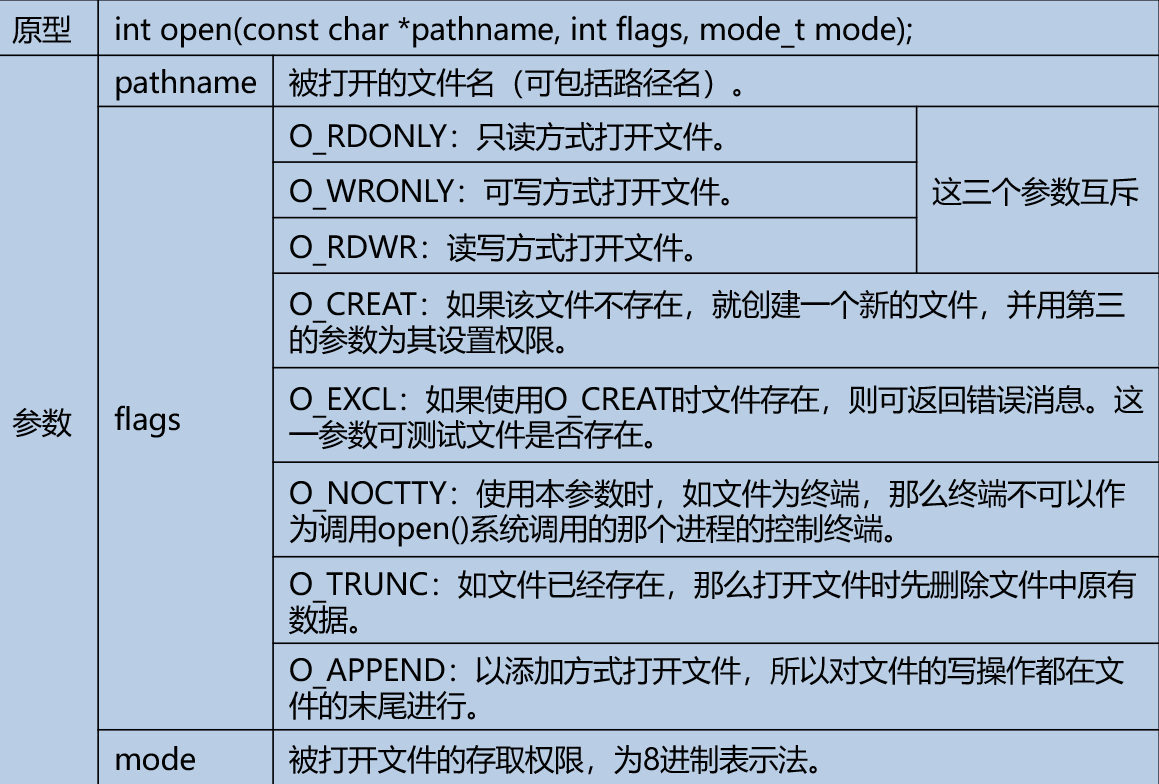 原型
int open(const char *pathname, int flags, mode_t mode);
参数
pathname
被打开的文件名（可包括路径名）。
flags
O_RDONLY：只读方式打开文件。
O_WRONLY：可写方式打开文件。
O_RDWR：读写方式打开文件。
这三个参数互斥
O_CREAT：如果该文件不存在，就创建一个新的文件，并用第三
的参数为其设置权限。
O_EXCL：如果使用O_CREAT时文件存在，则可返回错误消息。这
一参数可测试文件是否存在。
O_NOCTTY：使用本参数时，如文件为终端，那么终端不可以作
为调用open()系统调用的那个进程的控制终端。
O_TRUNC：如文件已经存在，那么打开文件时先删除文件中原有
数据。
O_APPEND：以添加方式打开文件，所以对文件的写操作都在文
件的末尾进行。
mode
被打开文件的存取权限，为8进制表示法。